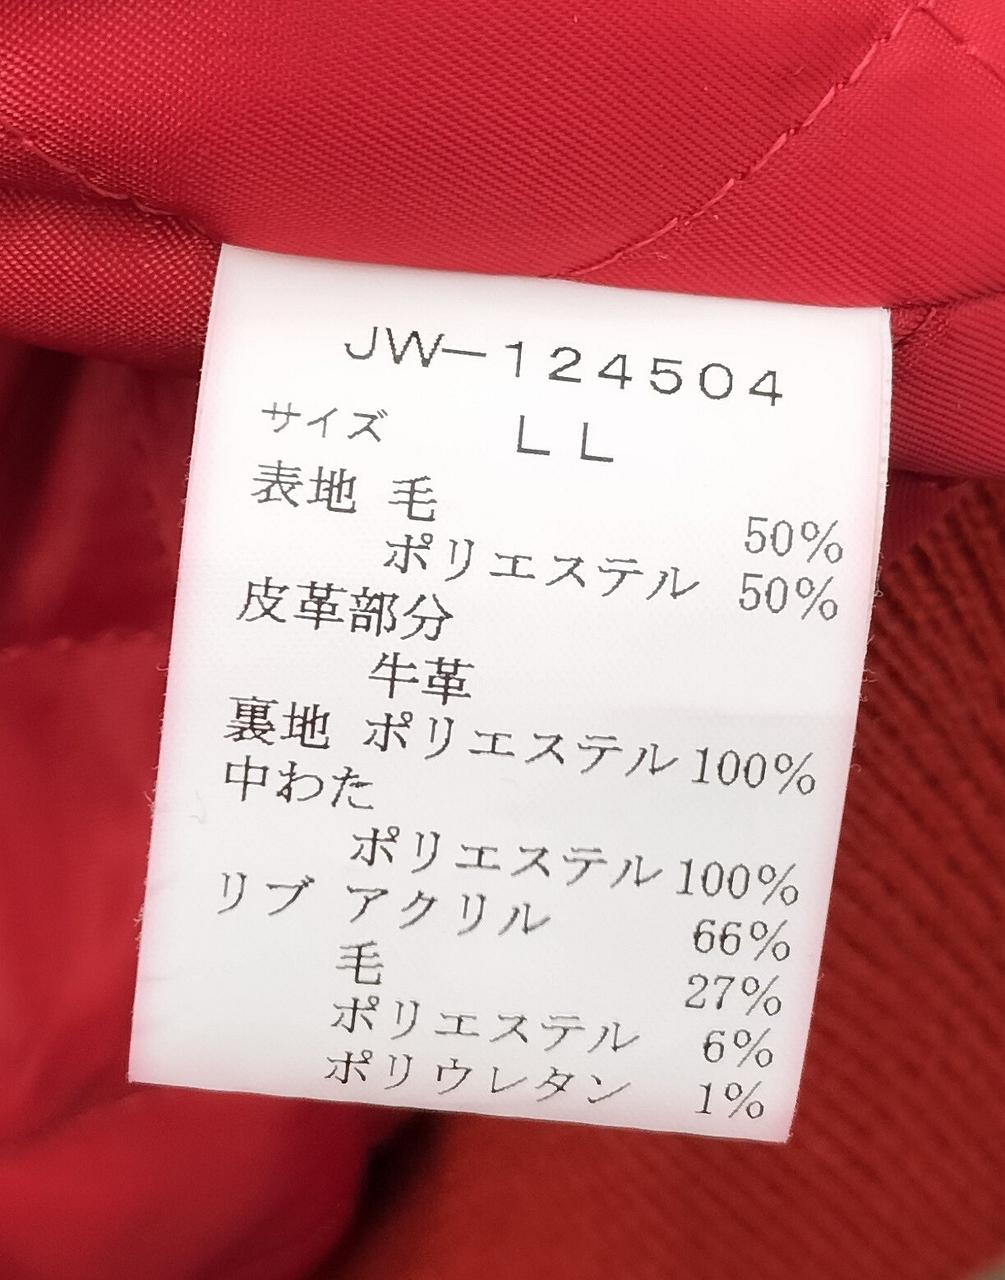 JW-124504
サイズ LL
表地 毛 50%
ポリエステル 50%
皮革部分
牛革
裏地 ポリエステル 100%
中わた
ポリエステル 100%
リブ アクリル 66%
毛 27%
ポリエステル 6%
ポリウレタン 1%